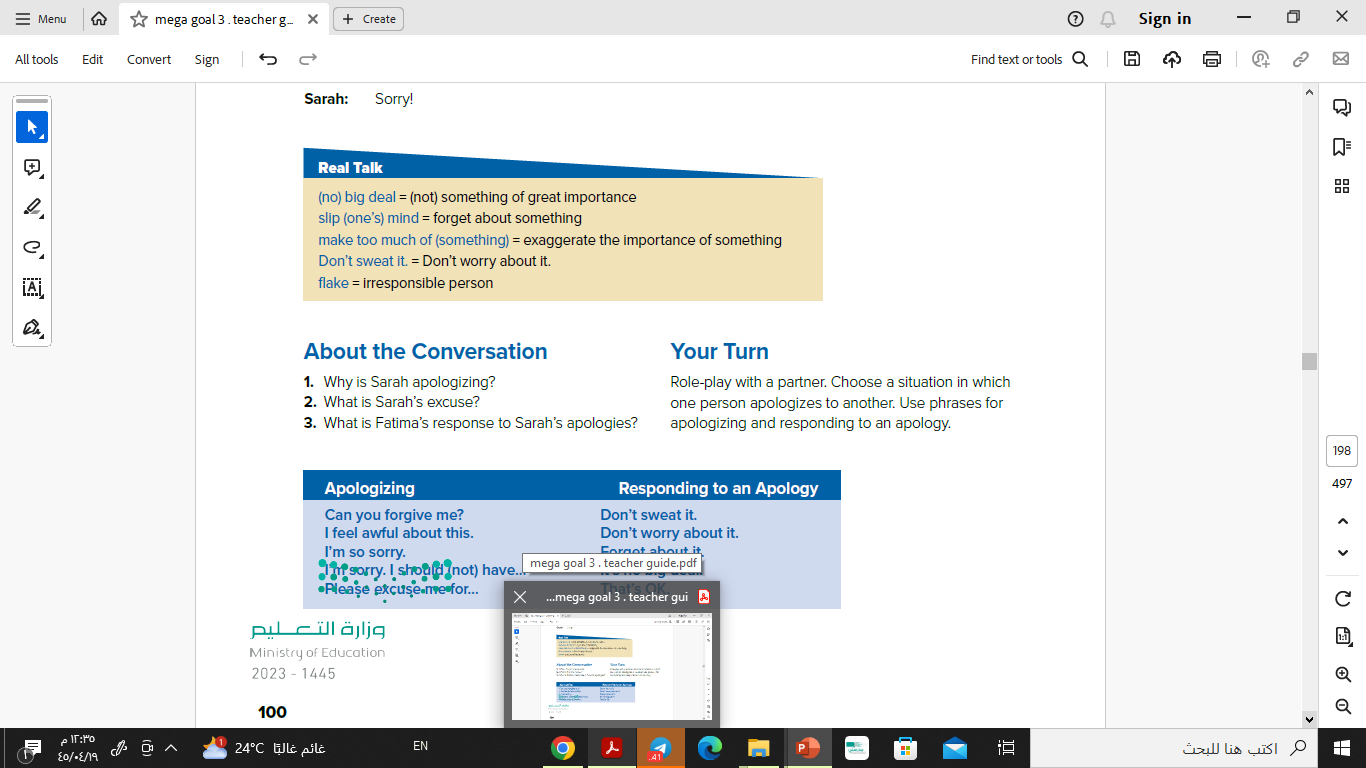 Menu
mega goal 3 . teacher g...
Create
Sign in
All tools
Edit
Convert
Sign
Find text or tools
Sarah: Sorry!
Real Talk
(no) big deal = (not) something of great importance
slip (one's) mind = forget about something
make too much of (something) = exaggerate the importance of something
Don't sweat it. = Don't worry about it.
flake = irresponsible person
About the Conversation
1. Why is Sarah apologizing?
2. What is Sarah's excuse?
3. What is Fatima's response to Sarah's apologies?
Your Turn
Role-play with a partner. Choose a situation in which
one person apologizes to another. Use phrases for
apologizing and responding to an apology.
Apologizing Responding to an Apology
Can you forgive me? Don't sweat it.
I feel awful about this. Don't worry about it.
I'm so sorry. Forget about it.
I'm sorry. I should (not) have...
Please excuse me for... That's OK.
mega goal 3 . teacher guide.pdf
...mega goal 3 . teacher gui
وزارة التعليم
Ministry of Education
2023 - 1445
100
198
497
١٢:٣٥ م
٤٥/٠٤/١٩
24°C غائم غالبًا
EN
41
اكتب هنا للبحث